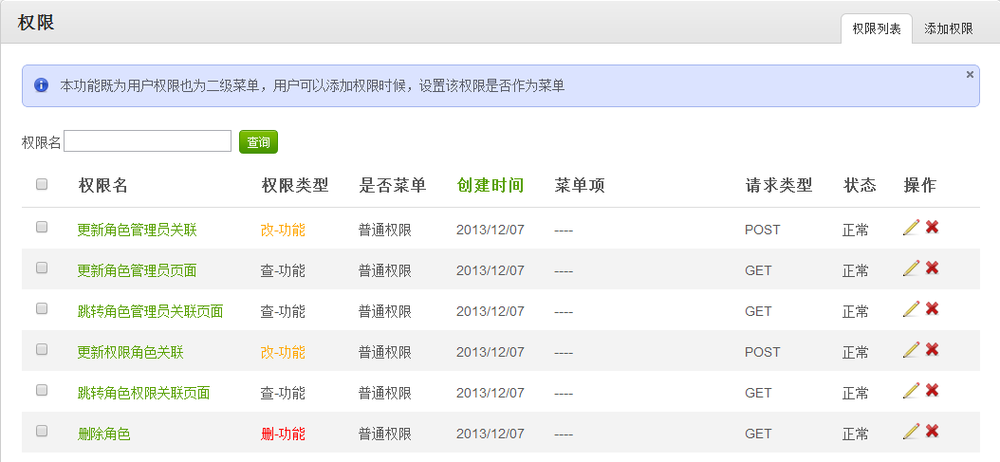 权限
权限列表 添加权限
本功能既为用户权限也为二级菜单，用户可以添加权限时候，设置该权限是否作为菜单
权限名 查询
权限名 权限类型 是否菜单 创建时间 菜单项 请求类型 状态 操作
更新角色管理员关联 改-功能 普通权限 2013/12/07 ---- POST 正常
更新角色管理员页面 查-功能 普通权限 2013/12/07 ---- GET 正常
跳转角色管理员关联页面 查-功能 普通权限 2013/12/07 ---- GET 正常
更新权限角色关联 改-功能 普通权限 2013/12/07 ---- POST 正常
跳转角色权限关联页面 查-功能 普通权限 2013/12/07 ---- GET 正常
删除角色 删-功能 普通权限 2013/12/07 ---- GET 正常